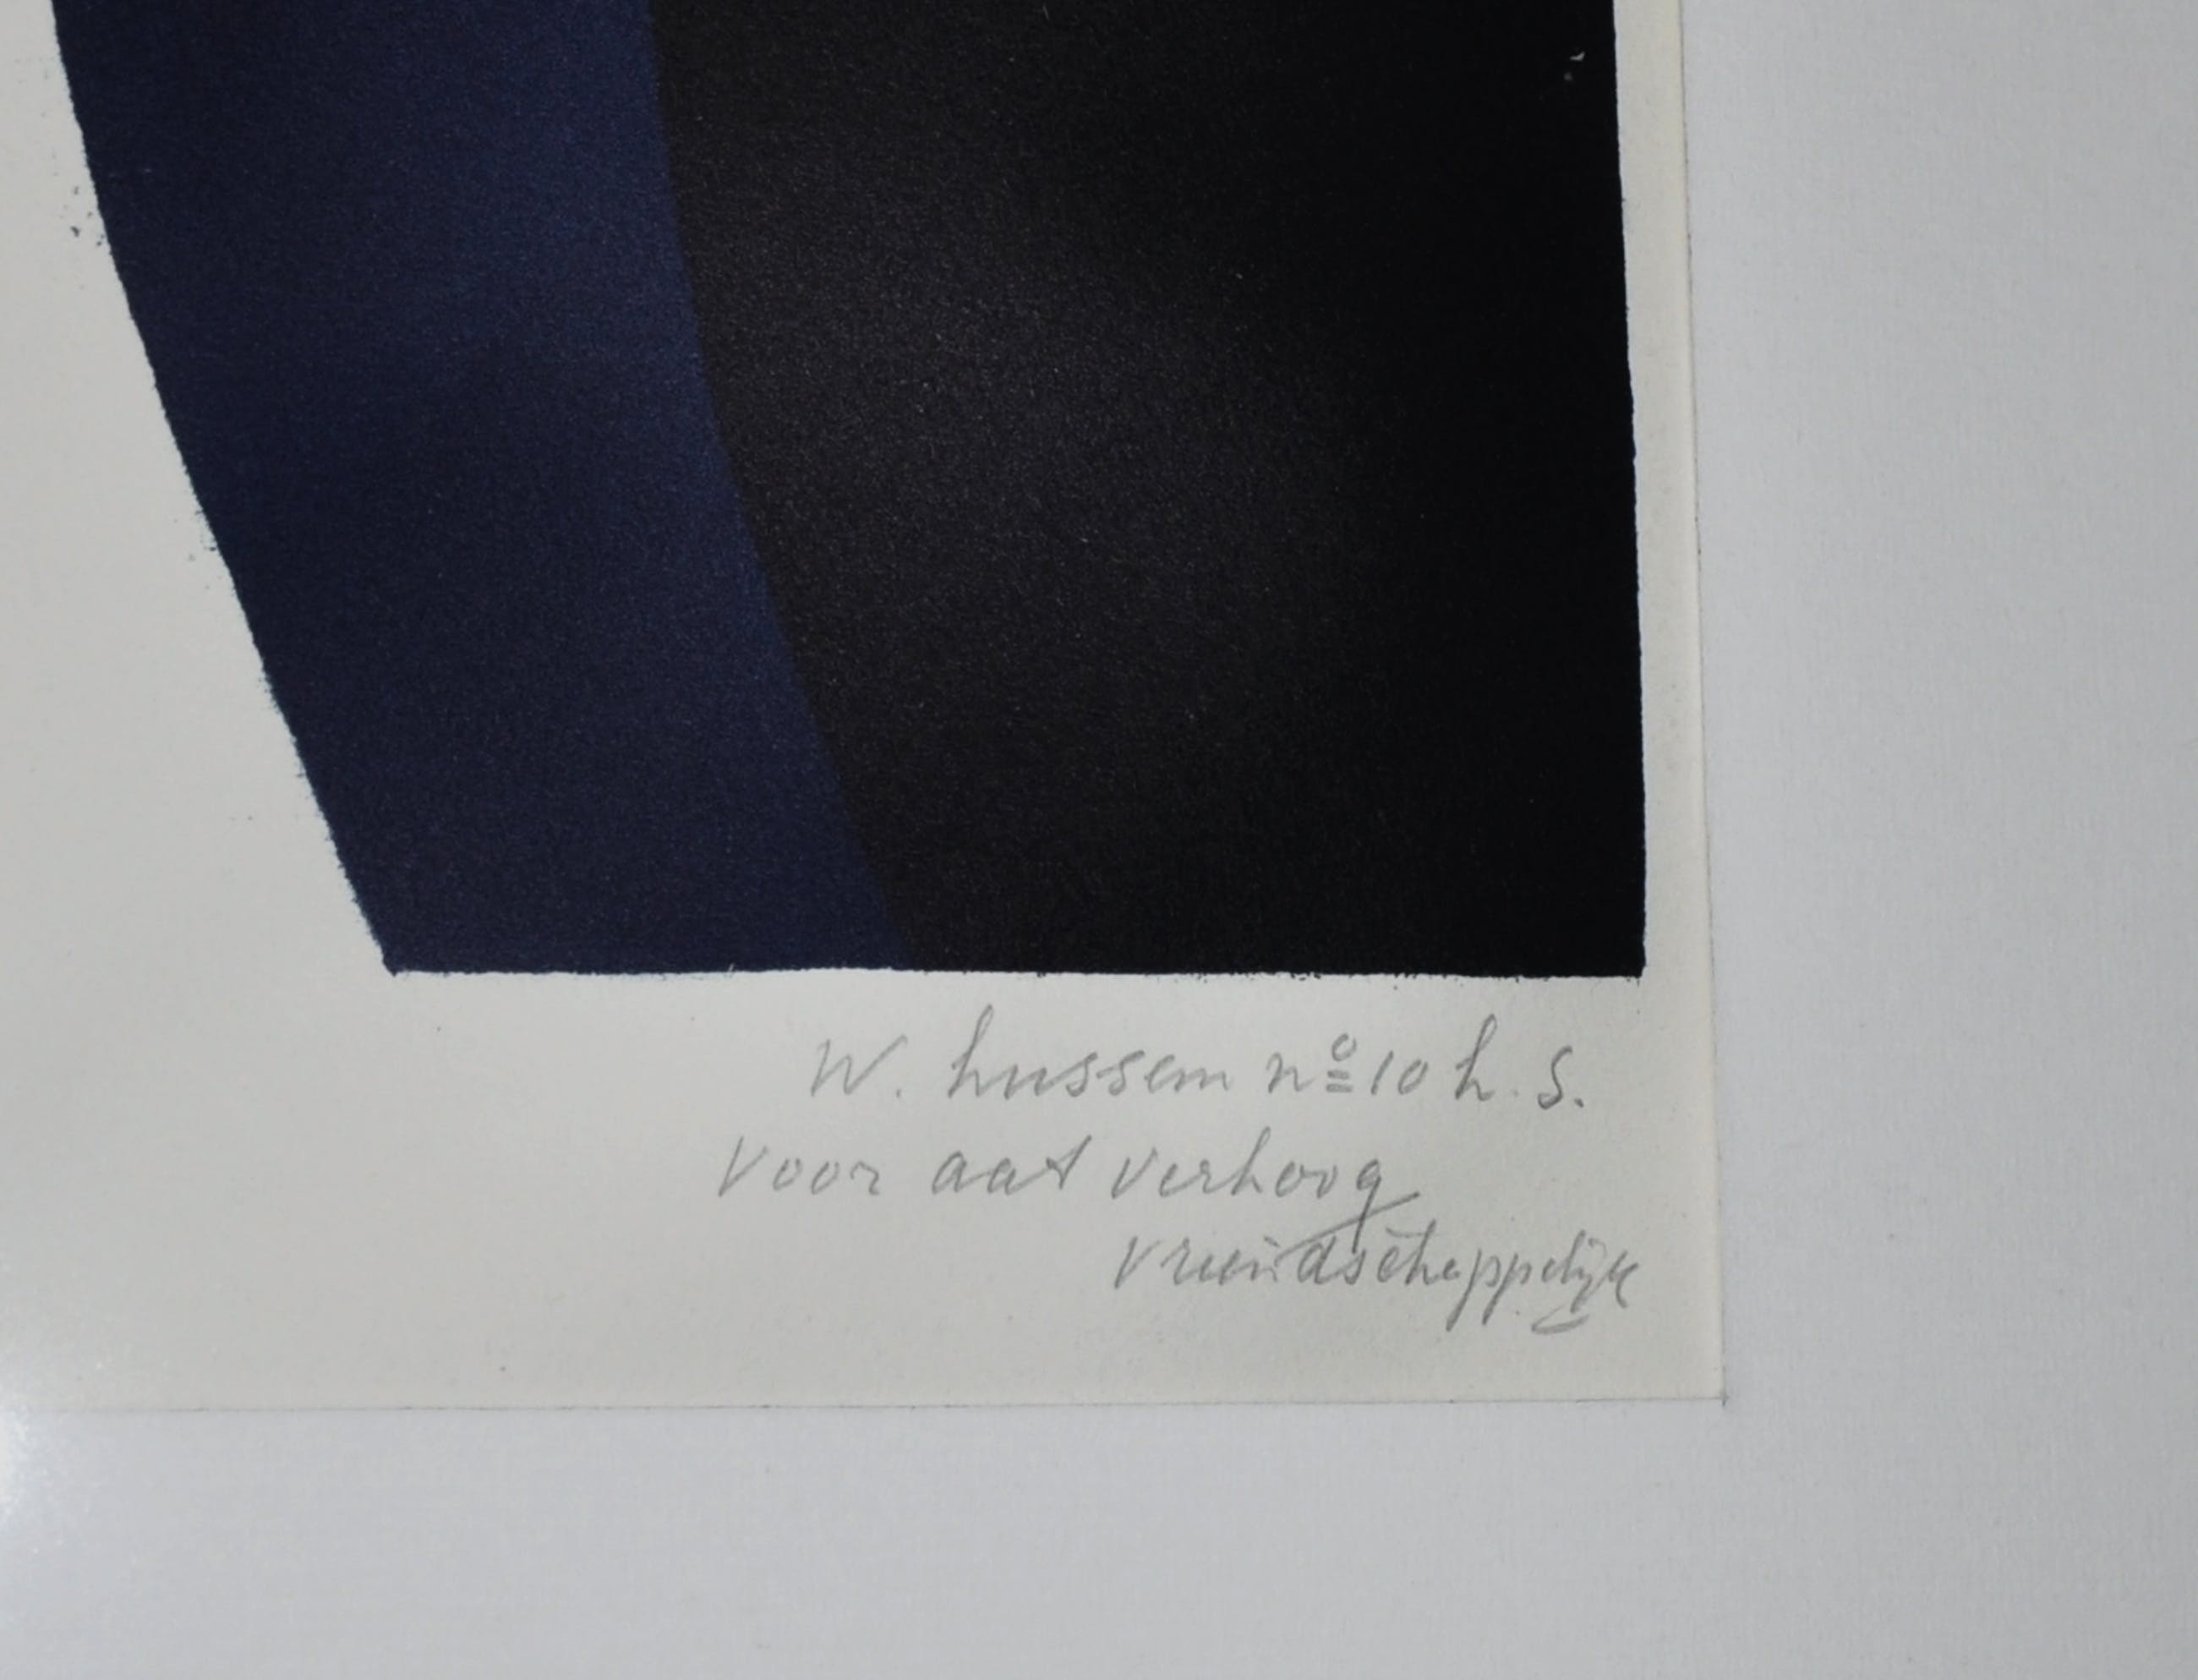 W. hussem nº 10 h.s.
voor aat verhoog
vriendschappelijk